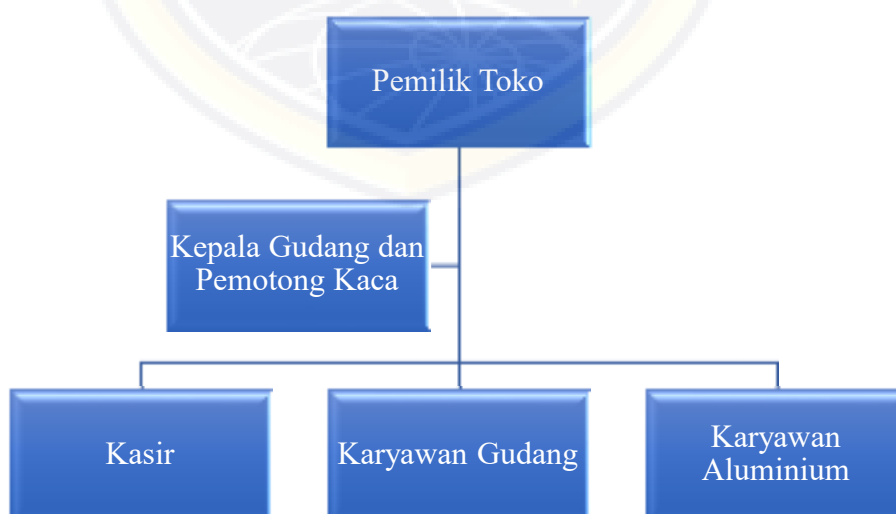 Pemilik Toko
Kepala Gudang dan
Pemotong Kaca
Kasir
Karyawan Gudang
Karyawan
Aluminium